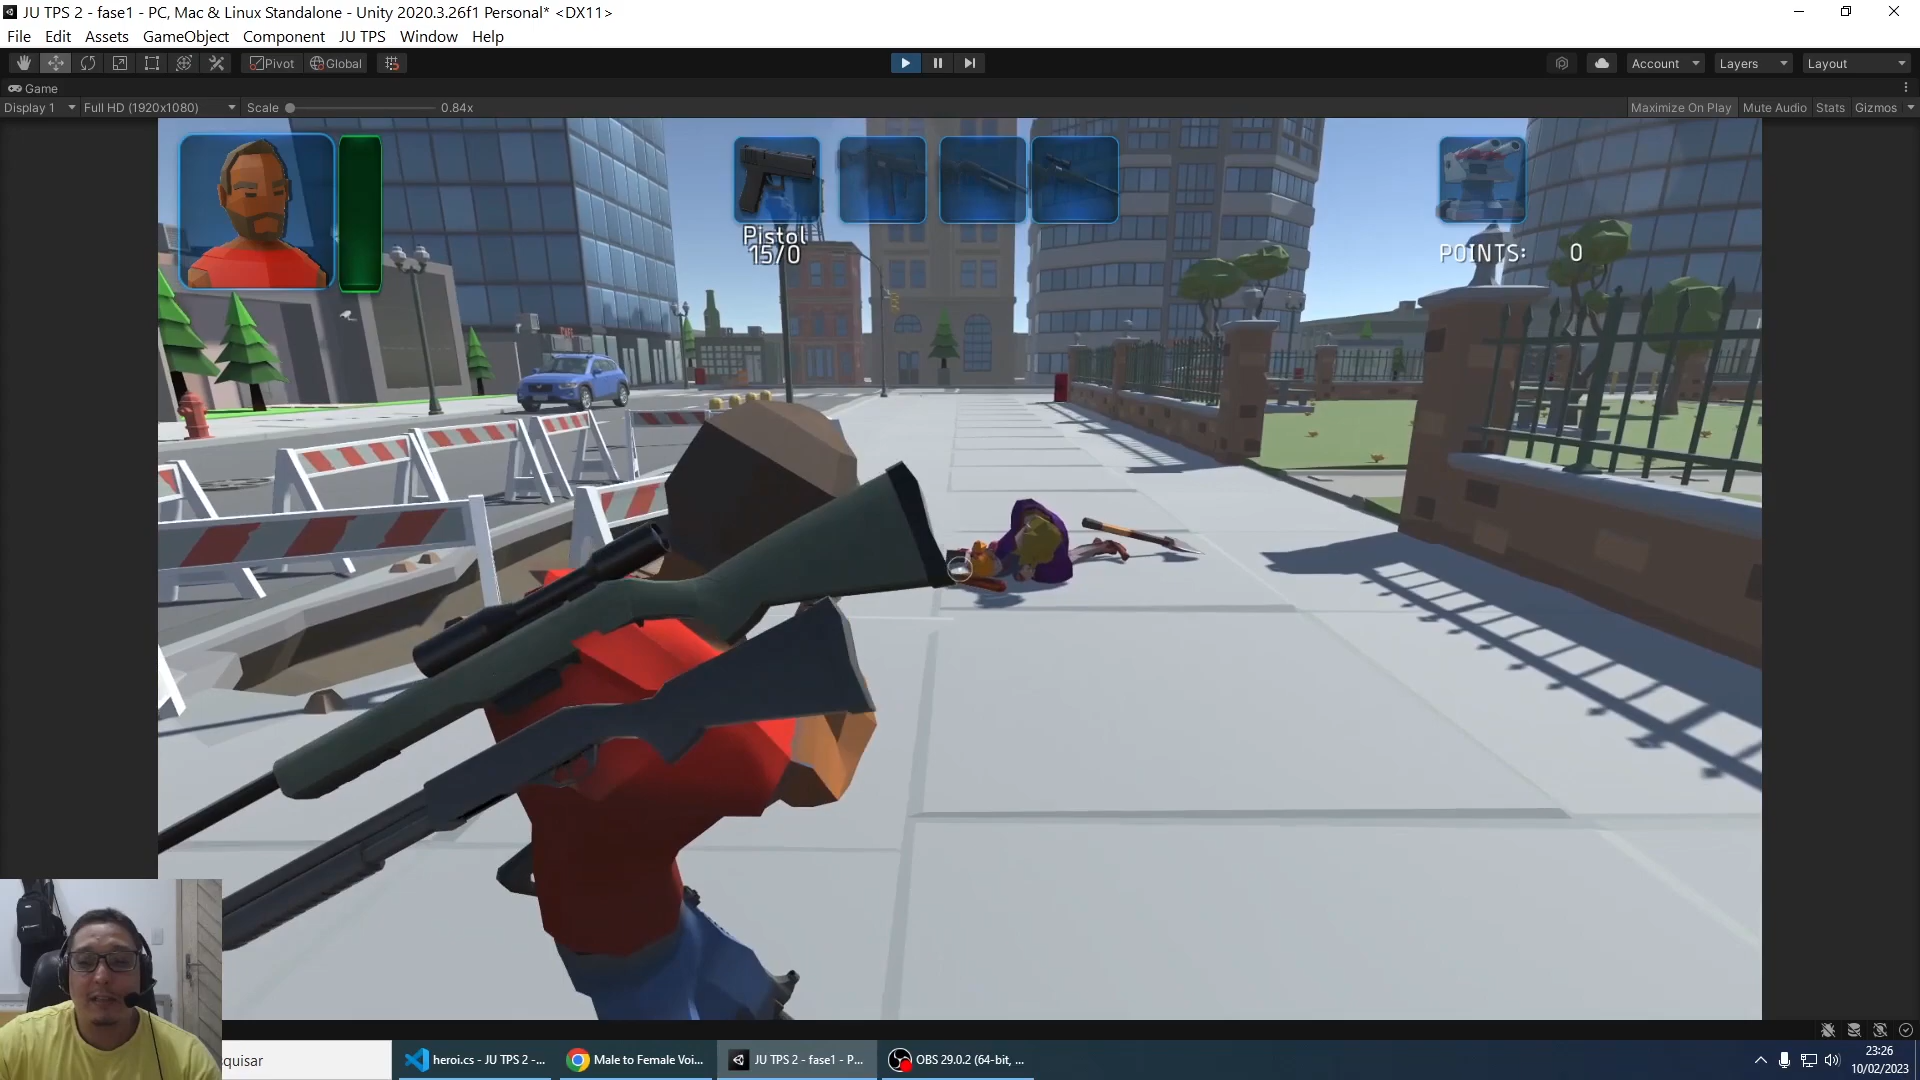 JU TPS 2 - fase1 - PC, Mac & Linux Standalone - Unity 2020.3.26f1 Personal* <DX11>
File Edit Assets GameObject Component JU TPS Window Help
Pivot Global Account Layers Layout
Game
Display 1 Full HD (1920x1080) Scale 0.84x Maximize On Play Mute Audio Stats Gizmos
Pistol
15/0
POINTS: 0
quisar
heroi.cs - JU TPS 2 -...
Male to Female Voi...
JU TPS 2 - fase1 - P...
OBS 29.0.2 (64-bit, ...
23:26
10/02/2023